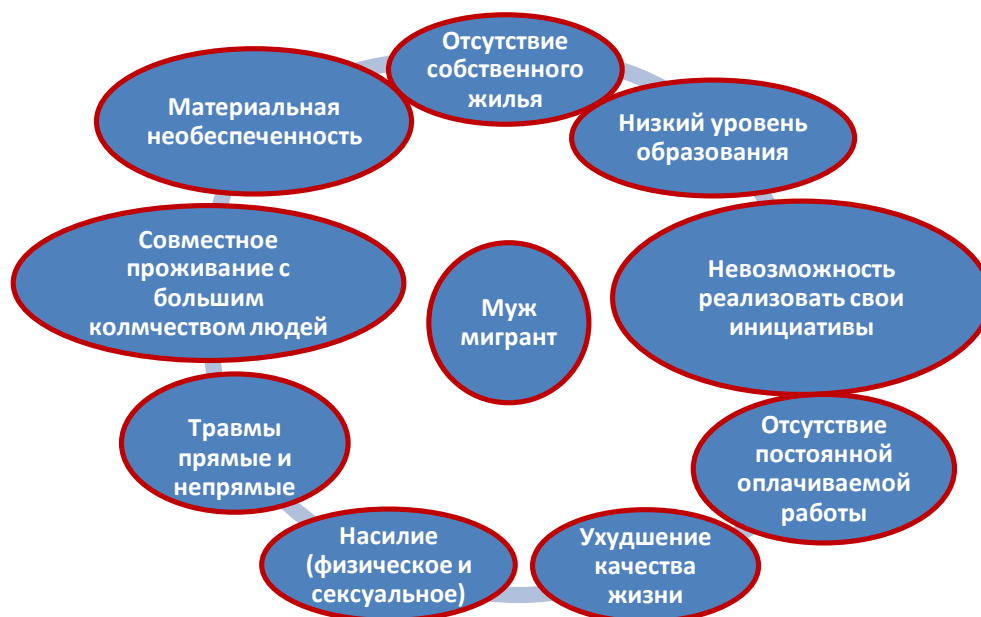 Отсутствие
собственного
жилья
Низкий уровень
образования
Невозможность
реализовать свои
инициативы
Отсутствие
постоянной
оплачиваемой
работы
Ухудшение
качества
жизни
Насилие
(физическое и
сексуальное)
Травмы
прямые и
непрямые
Совместное
проживание с
большим
колмчеством людей
Материальная
необеспеченность
Муж
мигрант